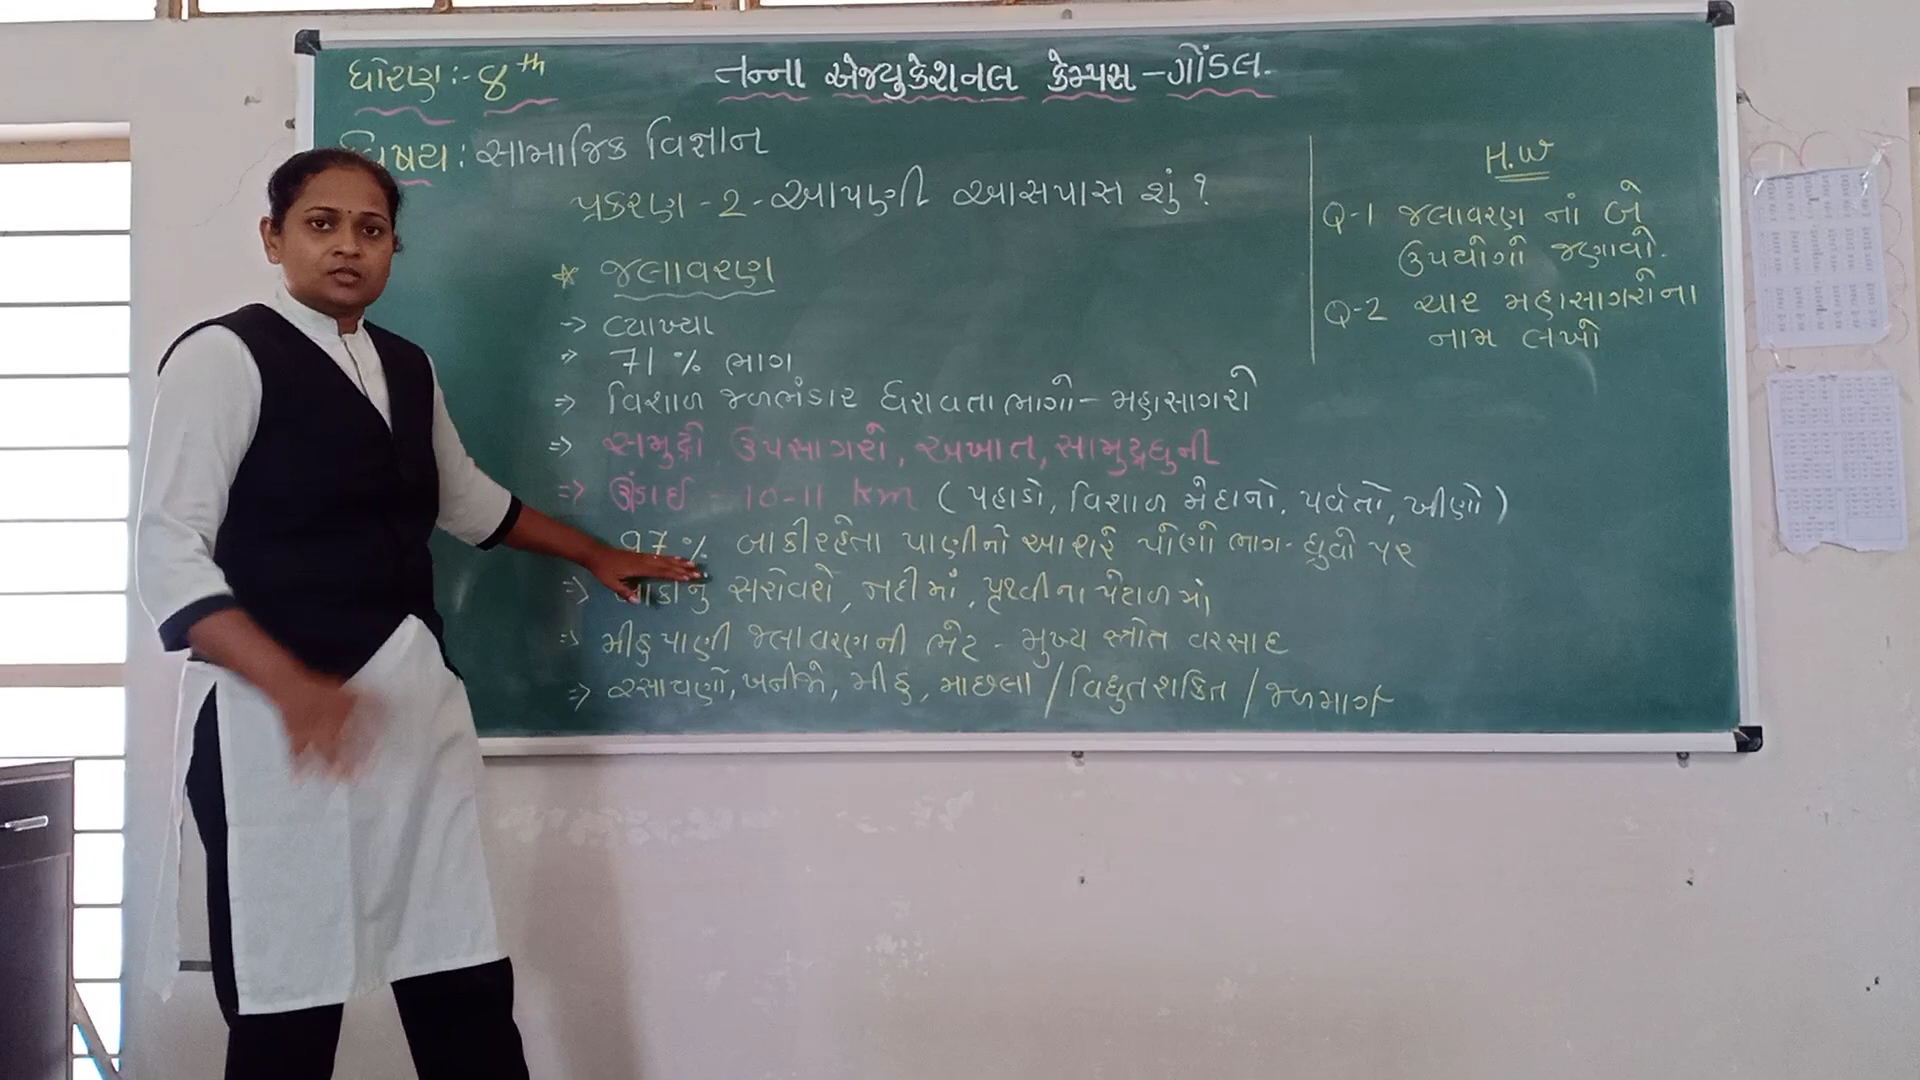 ધોરણ:- 8th
તન્ના એજ્યુકેશનલ કેમ્પસ - ગોંડલ.
વિષય: સામાજિક વિજ્ઞાન
પ્રકરણ - 2 - આપણી આસપાસ શું?
* જલાવરણ
-> વ્યાખ્યા
=> 71% ભાગ
=> વિશાળ જળભંડાર ધરાવતા ભાગો - મહાસાગરો
=> સમુદ્રો ઉપસાગરો, અખાત, સામુદ્રધુની
=> ઊંડાઈ - 10-11 km (પહાડો, વિશાળ મેદાનો, પર્વતો, ખીણો)
97% બાકી રહેતા પાણીનો આશરે પોણો ભાગ - ધ્રુવો પર
=> સરોવરો, નદીમાં, પૃથ્વીના પેટાળમાં
=> મીઠુ પાણી જલાવરણની ભેટ - મુખ્ય સ્ત્રોત વરસાદ
=> રસાયણો, ખનીજો, મીઠુ, માછલા / વિદ્યુતશક્તિ / જળમાર્ગ
H.W
Q-1 જલાવરણ નાં બે
ઉપયોગો જણાવો.
Q-2 ચાર મહાસાગરોના
નામ લખો